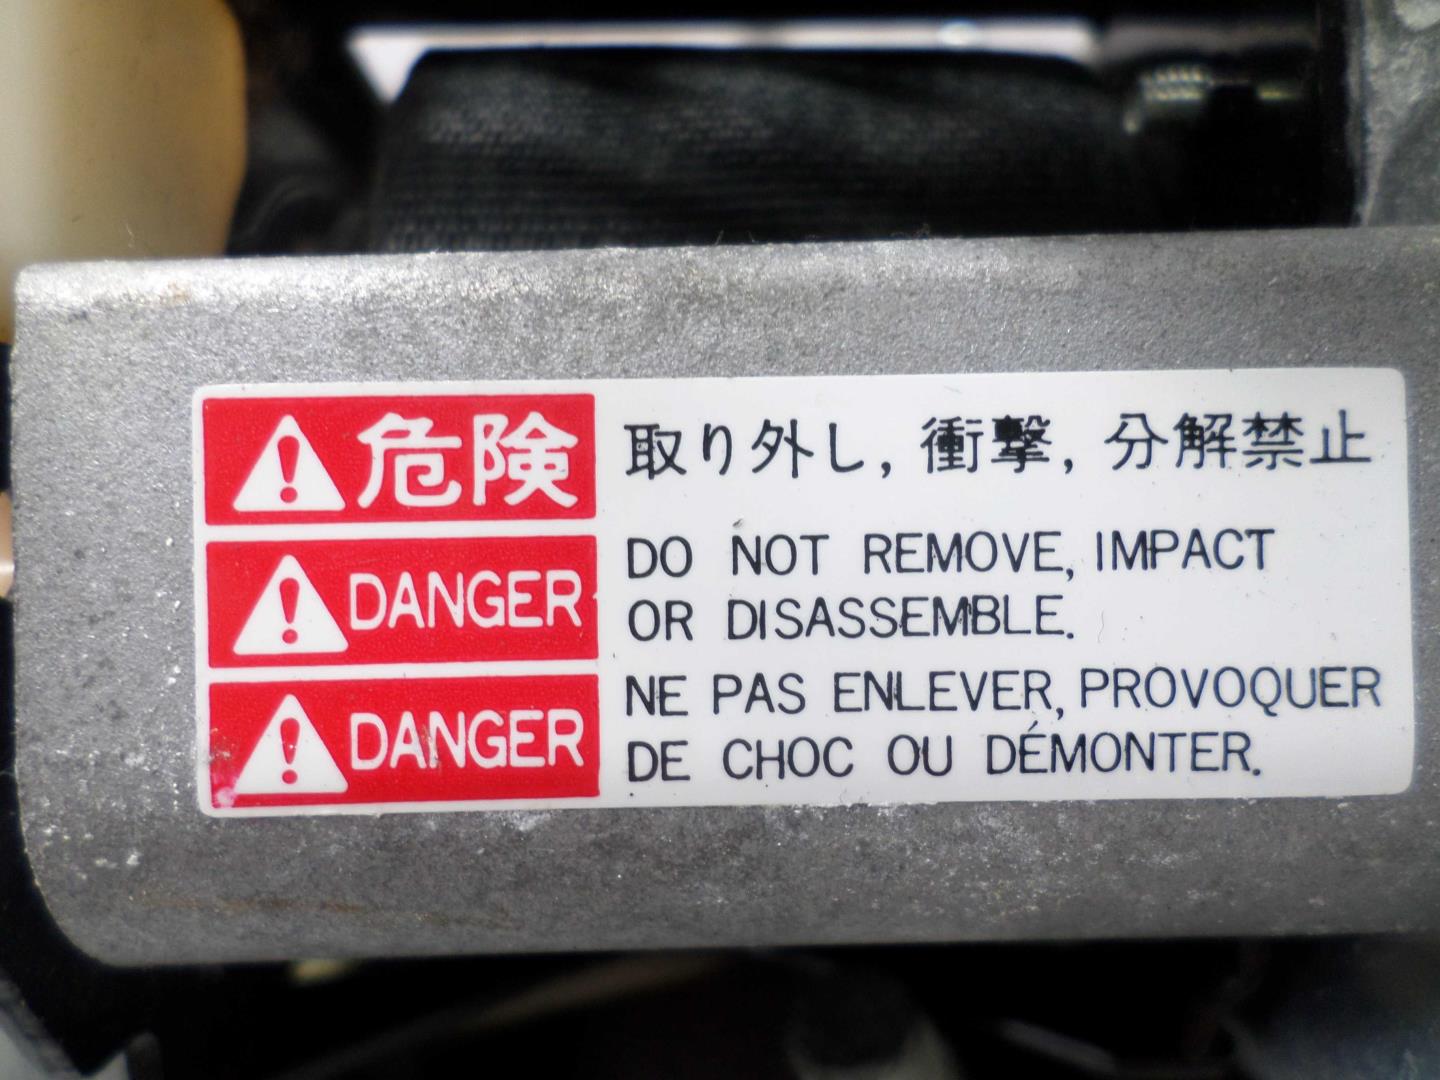 危険 取り外し, 衝撃, 分解禁止
DANGER DO NOT REMOVE, IMPACT
OR DISASSEMBLE.
DANGER NE PAS ENLEVER, PROVOQUER
DE CHOC OU DÉMONTER.